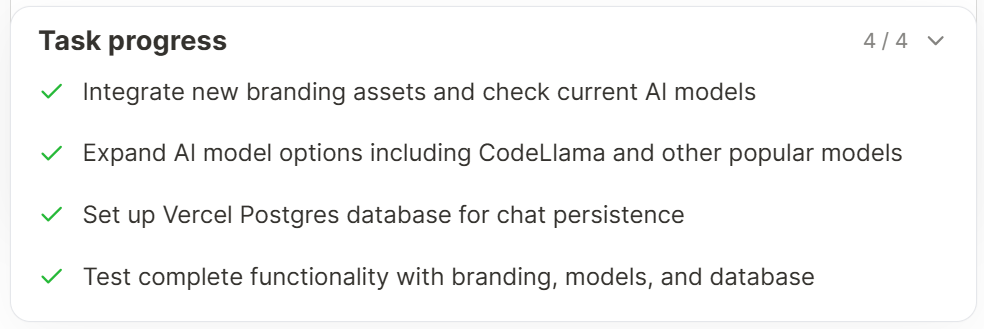 Task progress
4 / 4
Integrate new branding assets and check current AI models
Expand AI model options including CodeLlama and other popular models
Set up Vercel Postgres database for chat persistence
Test complete functionality with branding, models, and database